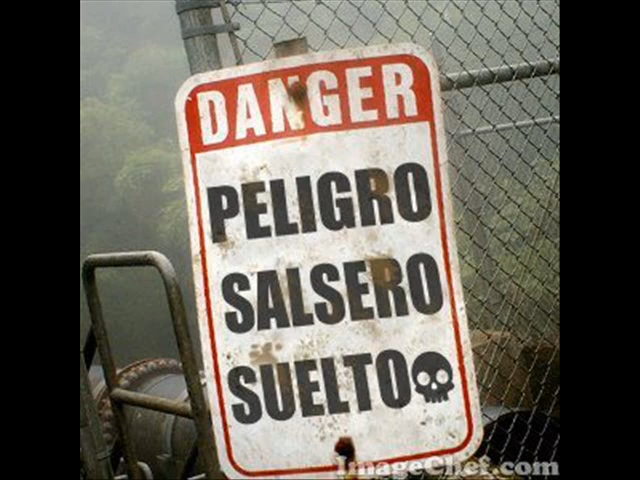 DANGER
PELIGRO
SALSERO
SUELTO
ImageChef.com